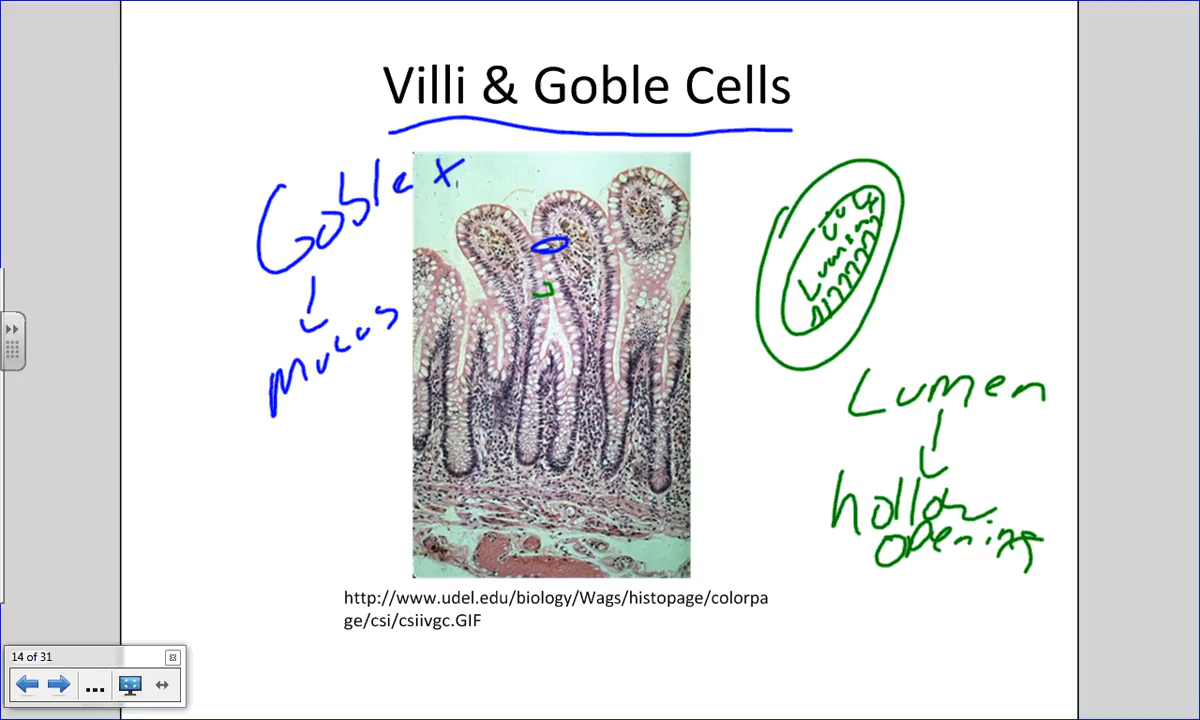 Villi & Goble Cells
Goblet
Mucus
Lumen
hollow
opening
http://www.udel.edu/biology/Wags/histopage/colorpa
ge/csi/csiivgc.GIF
14 of 31